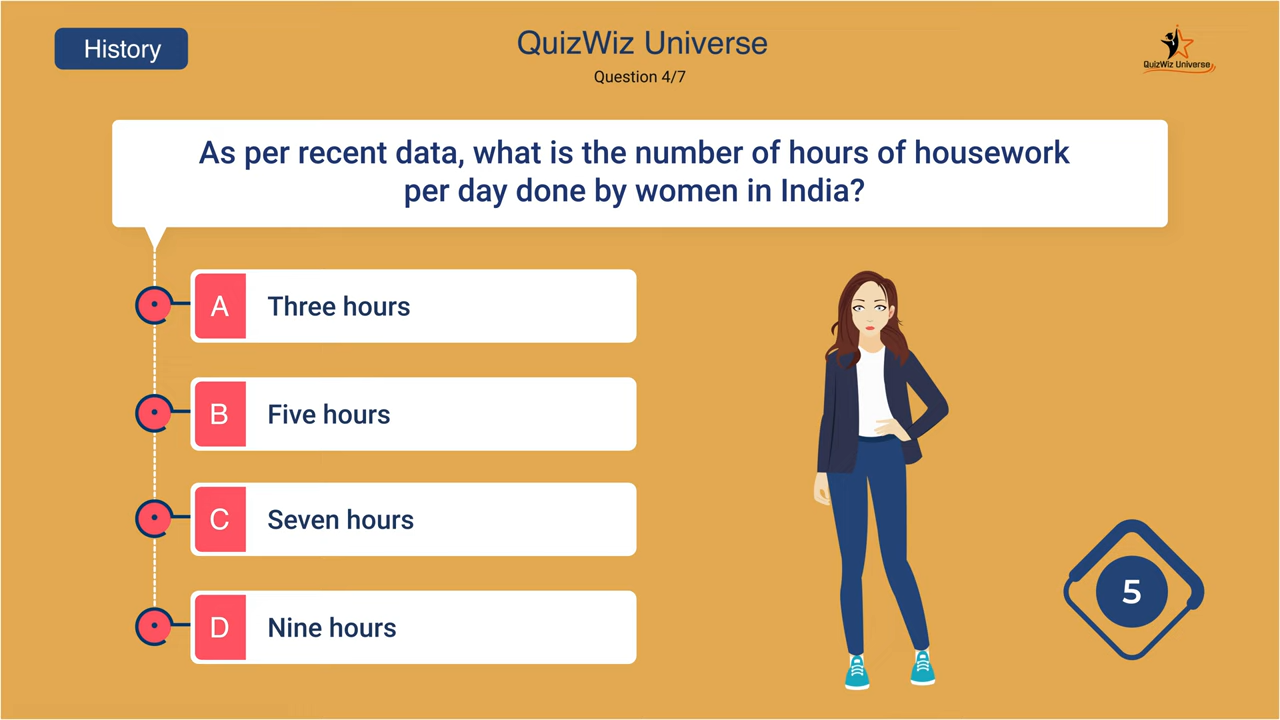 History
QuizWiz Universe
Question 4/7
QuizWiz Universe
As per recent data, what is the number of hours of housework
per day done by women in India?
A Three hours
B Five hours
C Seven hours
D Nine hours
5